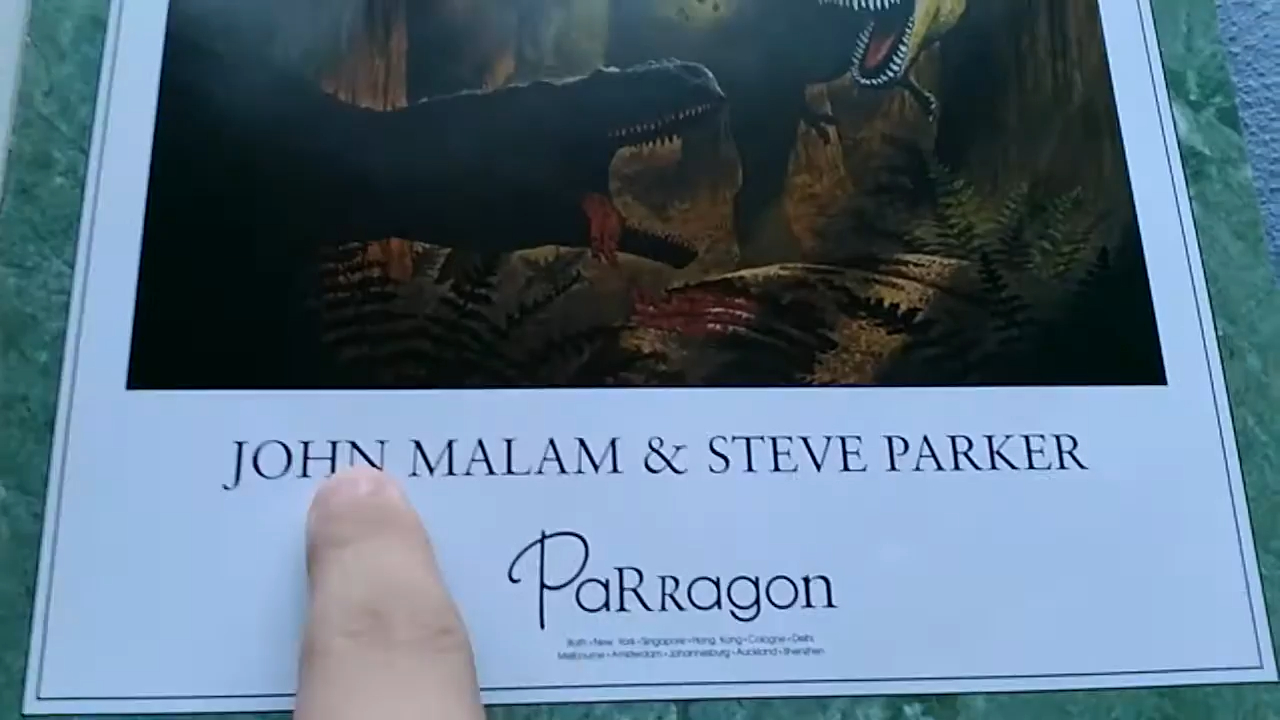 JOHN MALAM & STEVE PARKER
PaRragon
Bath • New York • Singapore • Hong Kong • Cologne • Delhi
Melbourne • Amsterdam • Johannesburg • Auckland • Shenzhen